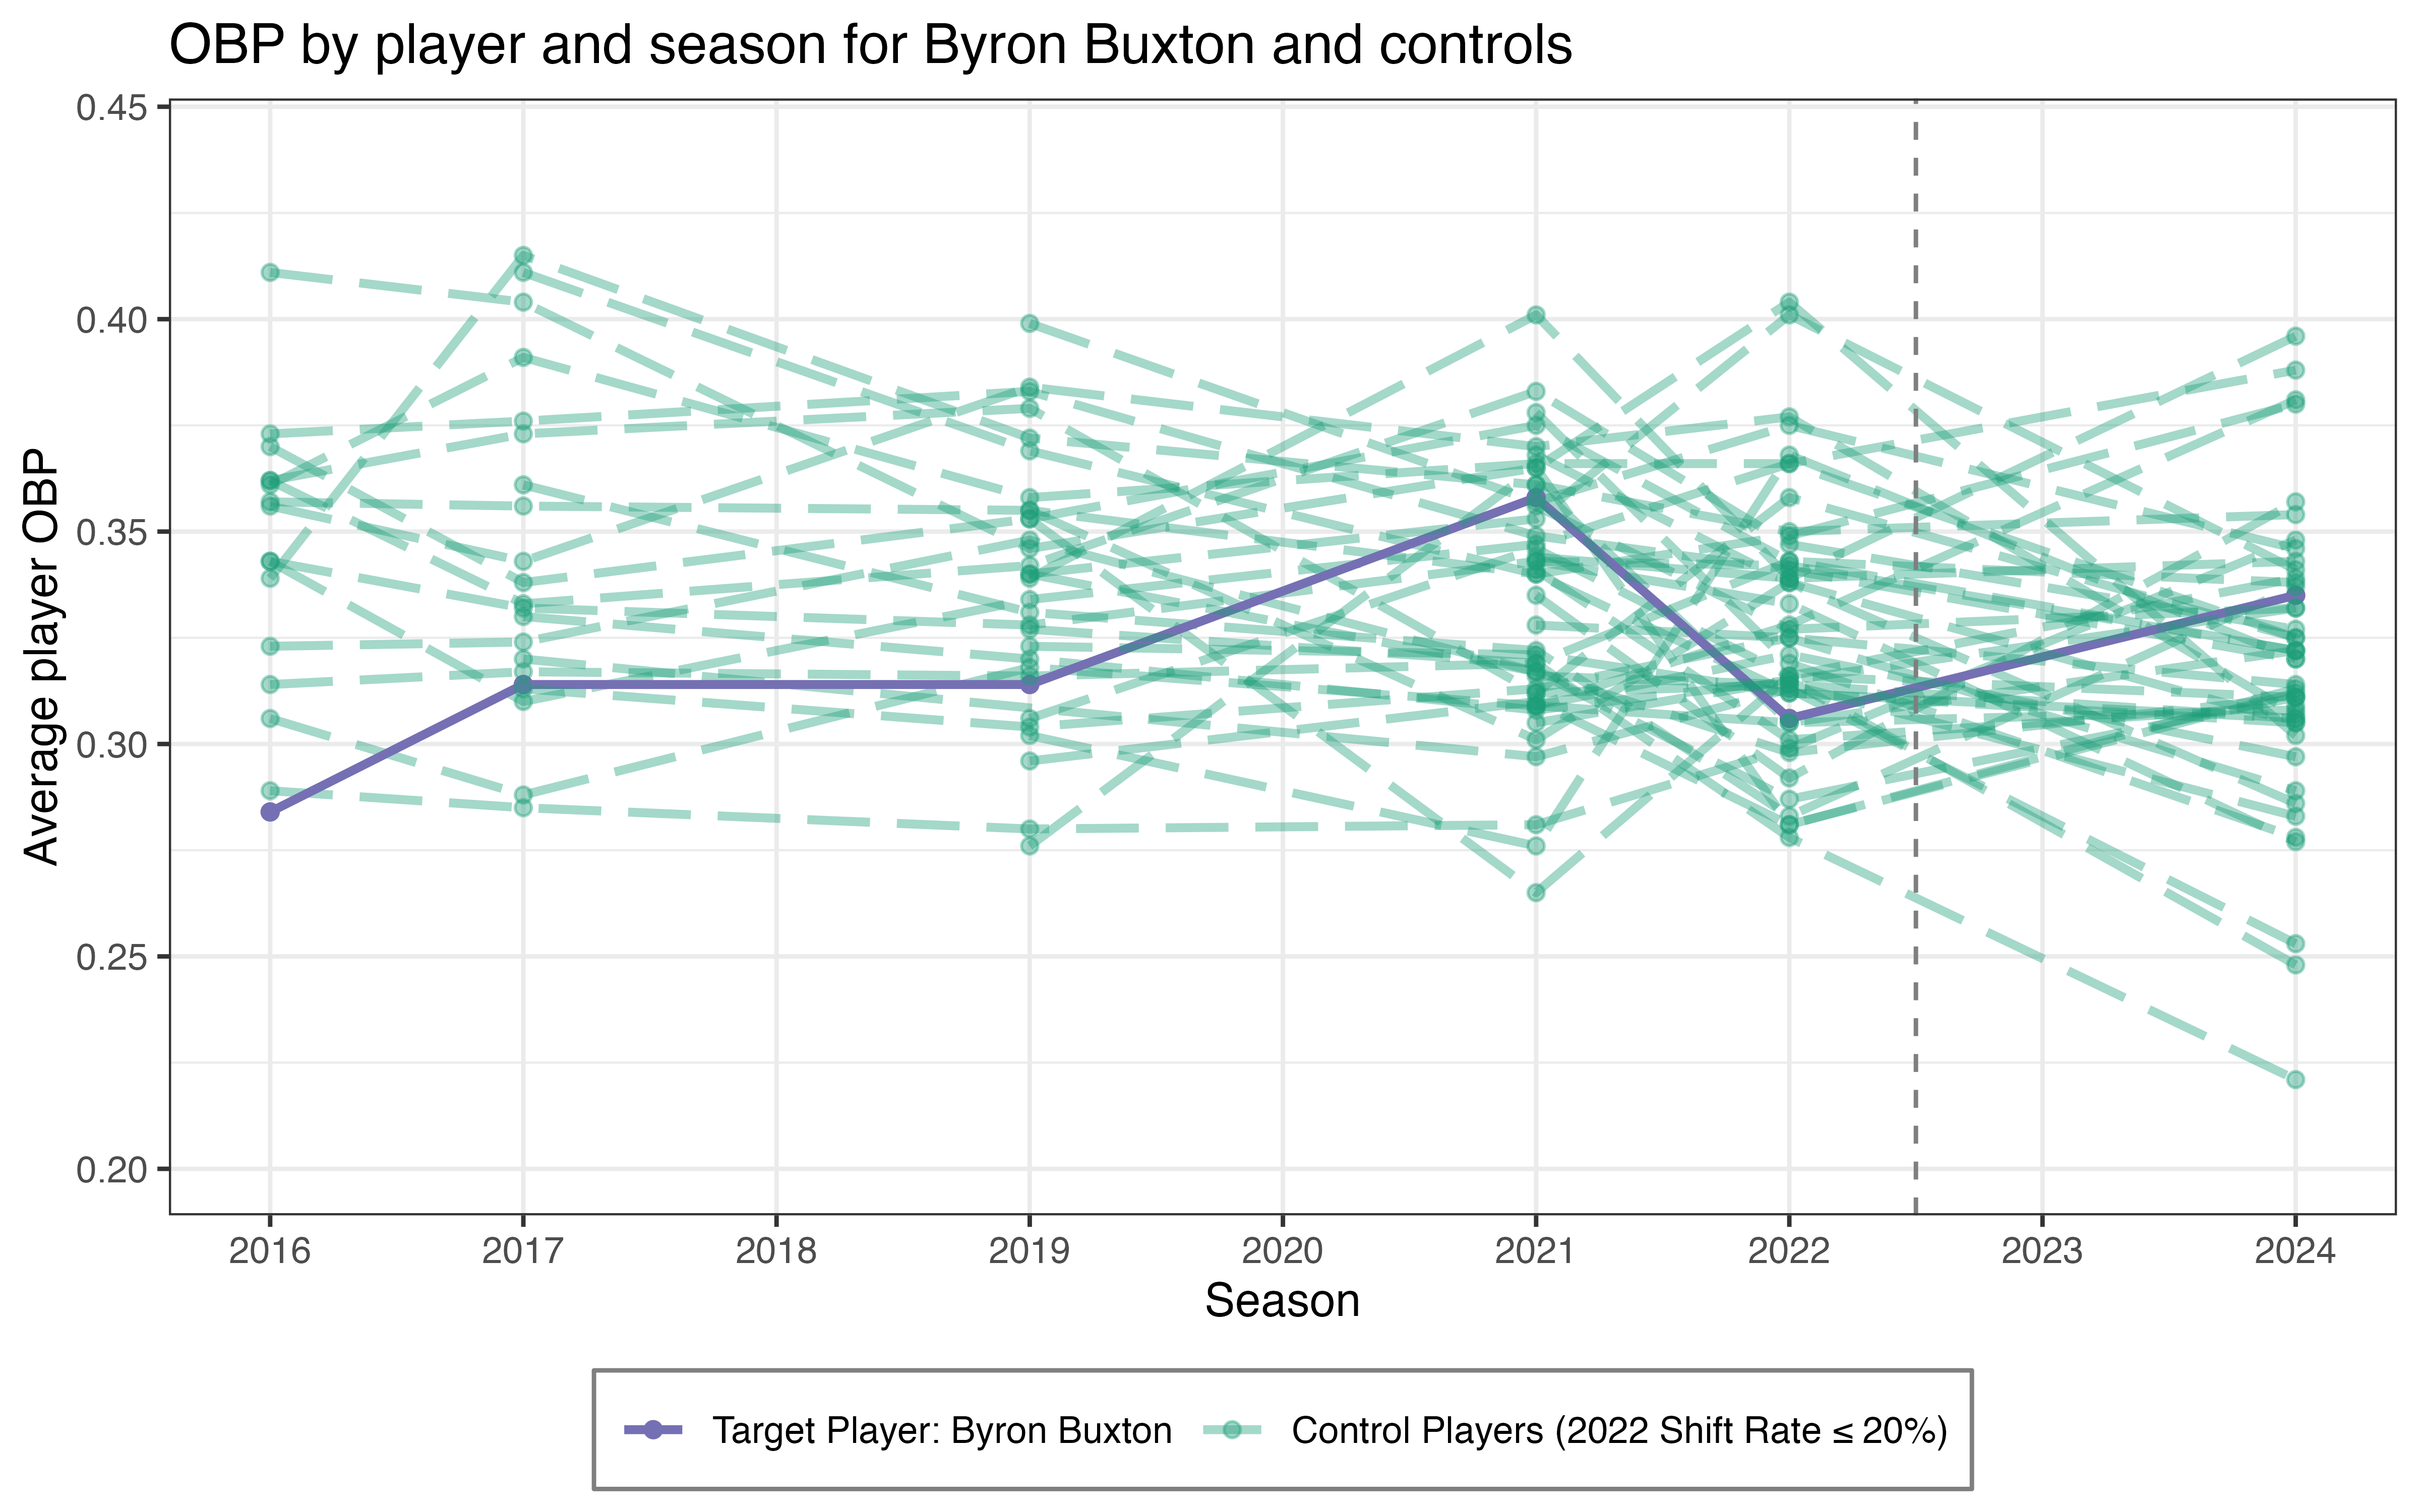 OBP by player and season for Byron Buxton and controls
Average player OBP
0.45
0.40
0.35
0.30
0.25
0.20
2016 2017 2018 2019 2020 2021 2022 2023 2024
Season
Target Player: Byron Buxton Control Players (2022 Shift Rate ≤ 20%)